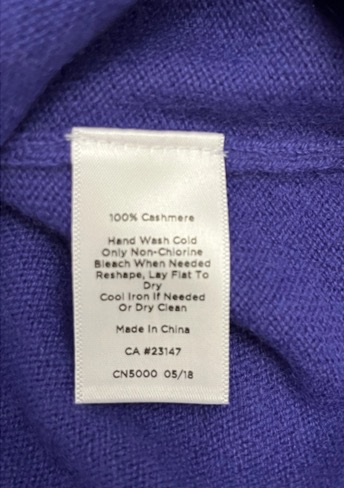 100% Cashmere
Hand Wash Cold
Only Non-Chlorine
Bleach When Needed
Reshape, Lay Flat To
Dry
Cool Iron If Needed
Or Dry Clean
Made In China
CA #23147
CN5000 05/18